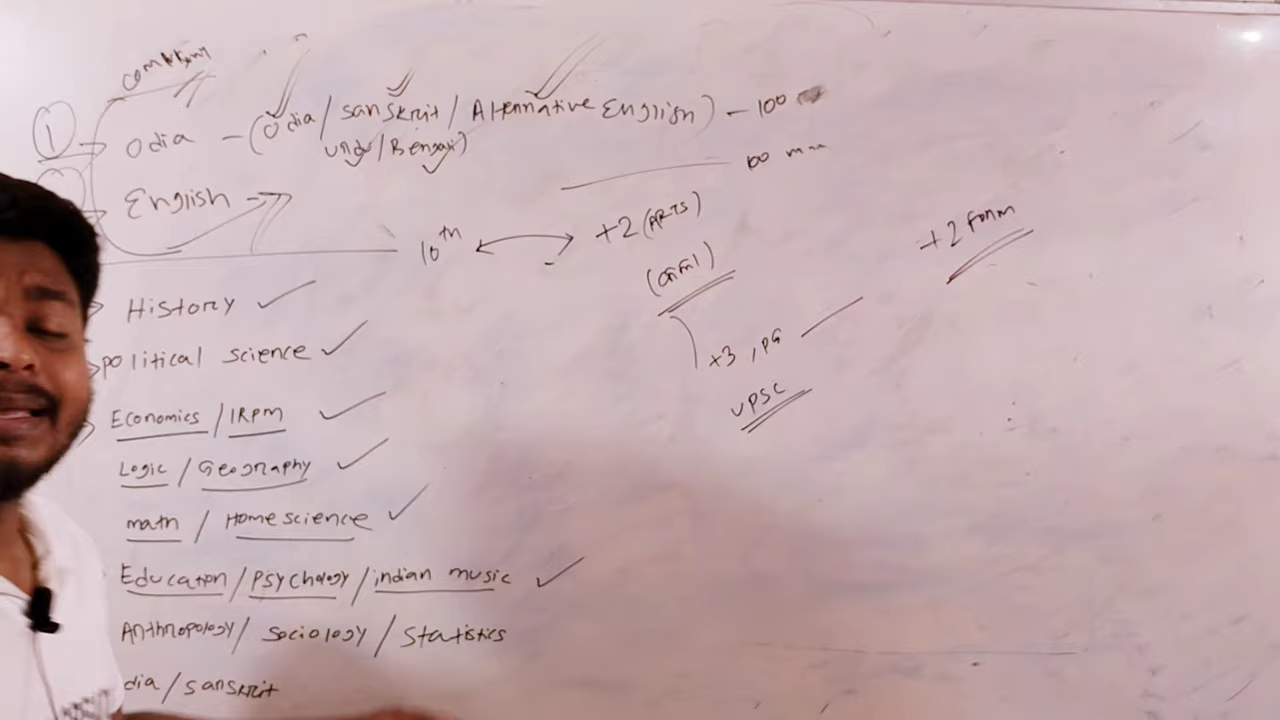 1 Odia - (Odia / sanskrit / Alternative English) - 100
Urdu / Bengali)
100
English
10th +2 (ARTS)
+2 Form
History
political science
+3, PG
UPSC
Economics / IRPM
Logic / Geography
math / Home science
Education / psychology / indian music
Anthropology / sociology / statistics
dia / sanskrit